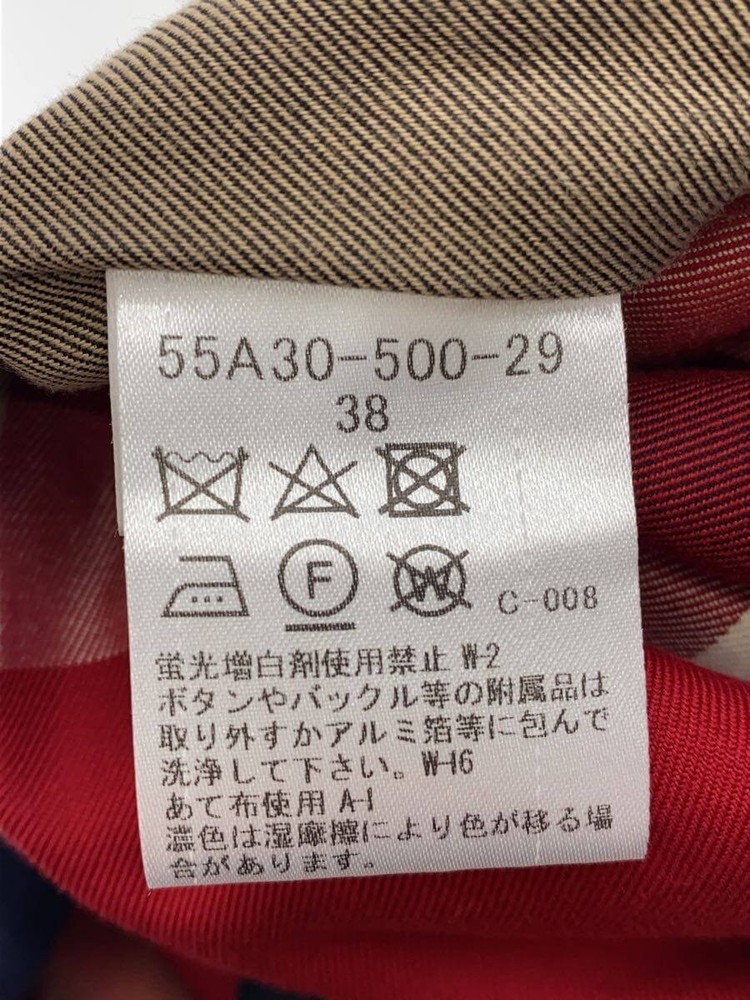 55A30-500-29
38
F
W
C-008
蛍光増白剤使用禁止 W-2
ボタンやバックル等の附属品は
取り外すかアルミ箔等に包んで
洗浄して下さい。W-16
あて布使用 A-1
濃色は湿摩擦により色が移る場
合があります。